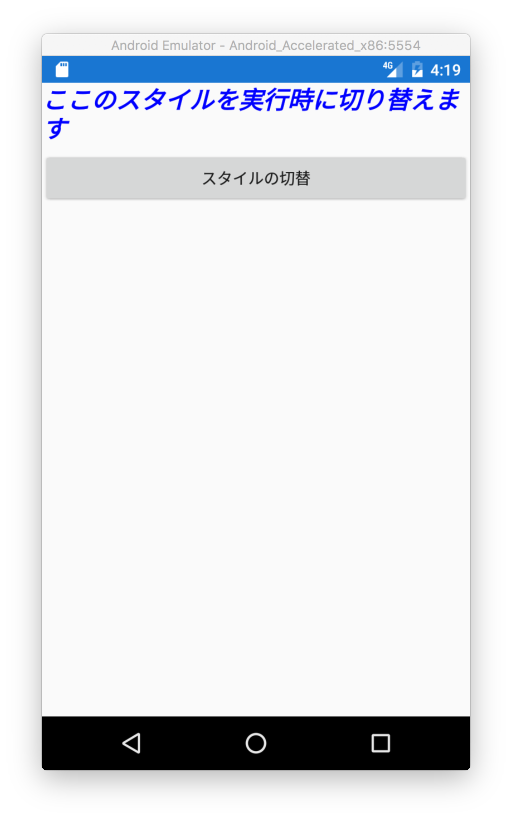 Android Emulator - Android_Accelerated_x86:5554
4G 4:19
ここのスタイルを実行時に切り替えま
す
スタイルの切替